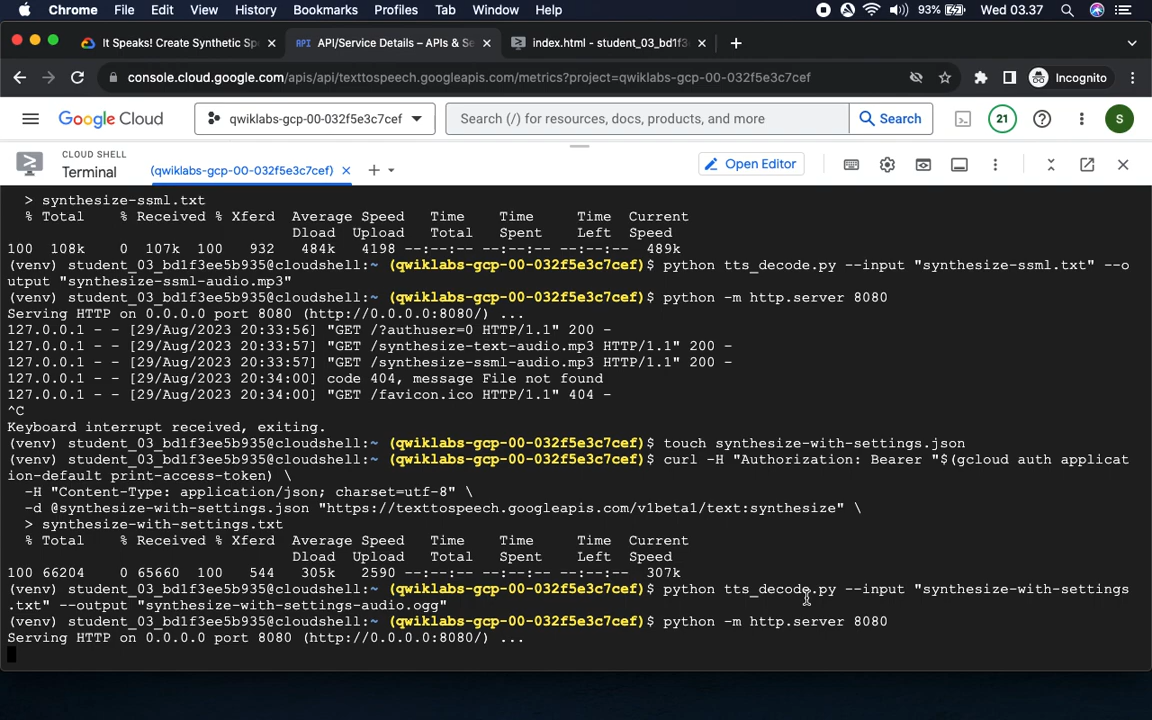 Chrome File Edit View History Bookmarks Profiles Tab Window Help 93% Wed 03.37
It Speaks! Create Synthetic Sp
API API/Service Details – APIs & Se
index.html - student_03_bd1f3
console.cloud.google.com/apis/api/texttospeech.googleapis.com/metrics?project=qwiklabs-gcp-00-032f5e3c7cef Incognito
Google Cloud qwiklabs-gcp-00-032f5e3c7cef Search (/) for resources, docs, products, and more Search 21 S
CLOUD SHELL
Terminal (qwiklabs-gcp-00-032f5e3c7cef) Open Editor
> synthesize-ssml.txt
% Total % Received % Xferd Average Speed Time Time Time Current
Dload Upload Total Spent Left Speed
100 108k 0 107k 100 932 484k 4198 --:--:-- --:--:-- --:--:-- 489k
(venv) student_03_bd1f3ee5b935@cloudshell:~ (qwiklabs-gcp-00-032f5e3c7cef)$ python tts_decode.py --input "synthesize-ssml.txt" --o
utput "synthesize-ssml-audio.mp3"
(venv) student_03_bd1f3ee5b935@cloudshell:~ (qwiklabs-gcp-00-032f5e3c7cef)$ python -m http.server 8080
Serving HTTP on 0.0.0.0 port 8080 (http://0.0.0.0:8080/) ...
127.0.0.1 - - [29/Aug/2023 20:33:56] "GET /?authuser=0 HTTP/1.1" 200 -
127.0.0.1 - - [29/Aug/2023 20:33:57] "GET /synthesize-text-audio.mp3 HTTP/1.1" 200 -
127.0.0.1 - - [29/Aug/2023 20:33:57] "GET /synthesize-ssml-audio.mp3 HTTP/1.1" 200 -
127.0.0.1 - - [29/Aug/2023 20:34:00] code 404, message File not found
127.0.0.1 - - [29/Aug/2023 20:34:00] "GET /favicon.ico HTTP/1.1" 404 -
^C
Keyboard interrupt received, exiting.
(venv) student_03_bd1f3ee5b935@cloudshell:~ (qwiklabs-gcp-00-032f5e3c7cef)$ touch synthesize-with-settings.json
(venv) student_03_bd1f3ee5b935@cloudshell:~ (qwiklabs-gcp-00-032f5e3c7cef)$ curl -H "Authorization: Bearer "$(gcloud auth applicat
ion-default print-access-token) \
-H "Content-Type: application/json; charset=utf-8" \
-d @synthesize-with-settings.json "https://texttospeech.googleapis.com/v1beta1/text:synthesize" \
> synthesize-with-settings.txt
% Total % Received % Xferd Average Speed Time Time Time Current
Dload Upload Total Spent Left Speed
100 66204 0 65660 100 544 305k 2590 --:--:-- --:--:-- --:--:-- 307k
(venv) student_03_bd1f3ee5b935@cloudshell:~ (qwiklabs-gcp-00-032f5e3c7cef)$ python tts_decode.py --input "synthesize-with-settings
.txt" --output "synthesize-with-settings-audio.ogg"
(venv) student_03_bd1f3ee5b935@cloudshell:~ (qwiklabs-gcp-00-032f5e3c7cef)$ python -m http.server 8080
Serving HTTP on 0.0.0.0 port 8080 (http://0.0.0.0:8080/) ...